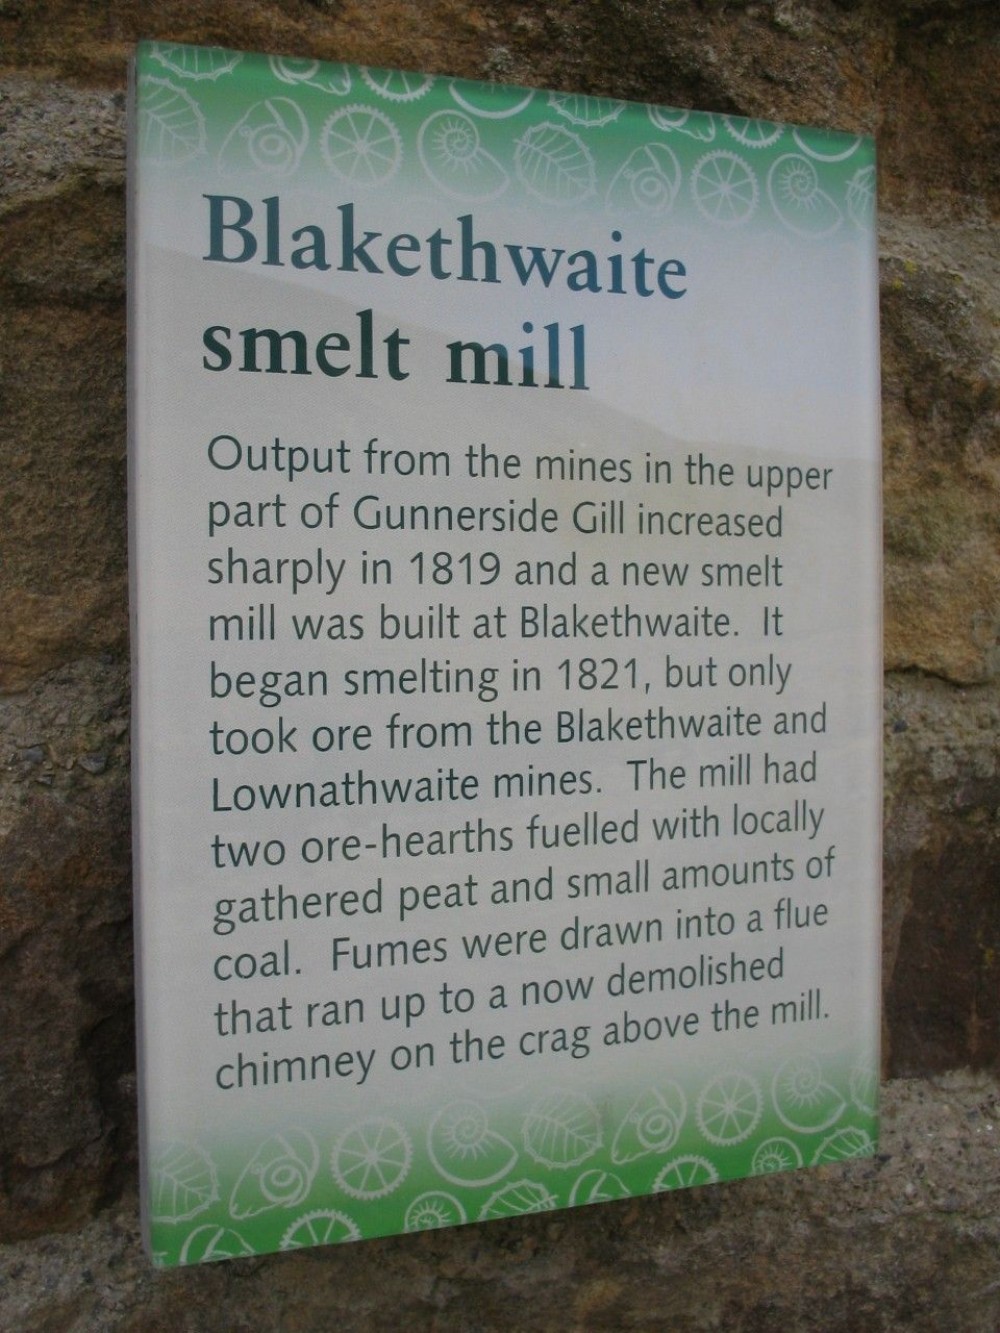 Blakethwaite
smelt mill
Output from the mines in the upper
part of Gunnerside Gill increased
sharply in 1819 and a new smelt
mill was built at Blakethwaite. It
began smelting in 1821, but only
took ore from the Blakethwaite and
Lownathwaite mines. The mill had
two ore-hearths fuelled with locally
gathered peat and small amounts of
coal. Fumes were drawn into a flue
that ran up to a now demolished
chimney on the crag above the mill.